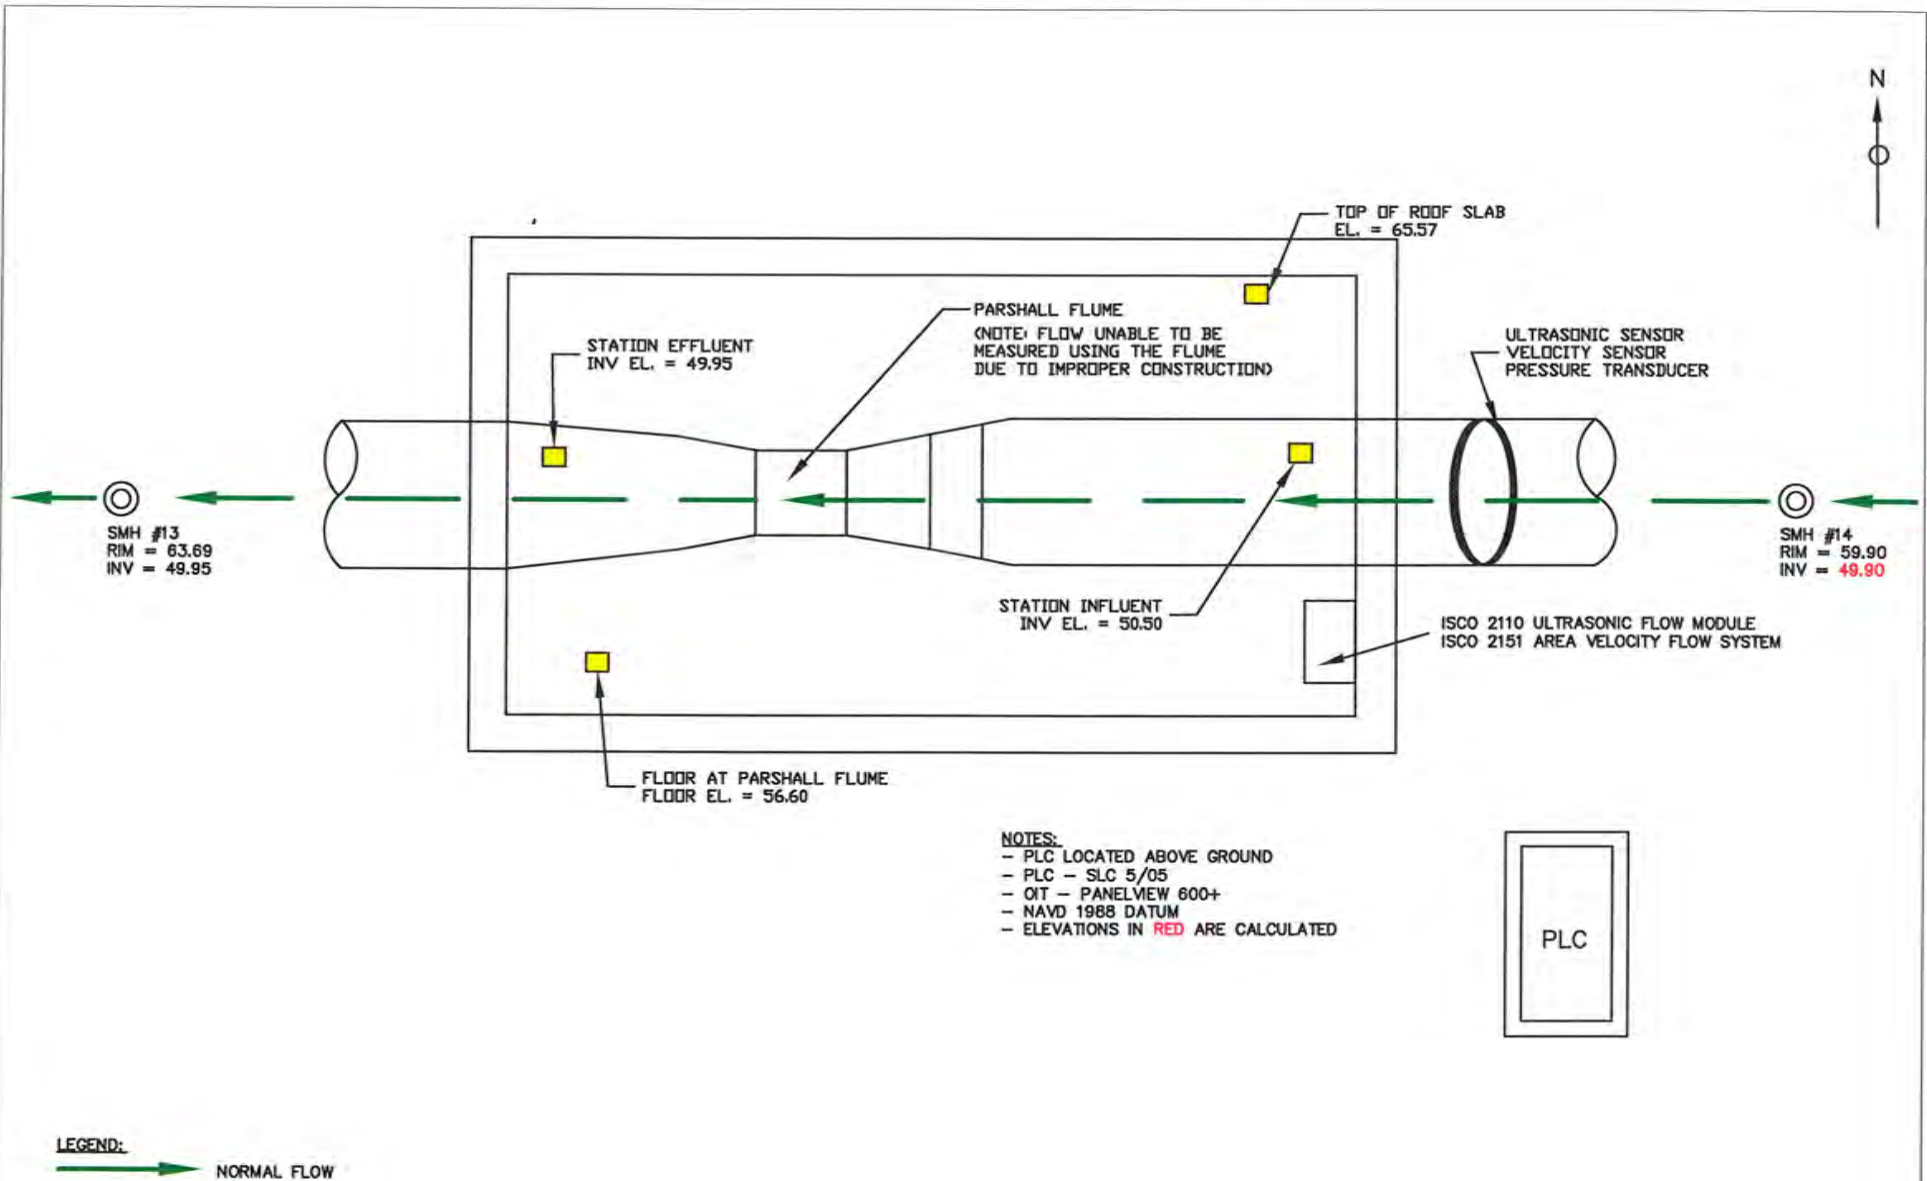 N
TOP OF ROOF SLAB
EL. = 65.57
PARSHALL FLUME
(NOTE: FLOW UNABLE TO BE
MEASURED USING THE FLUME
DUE TO IMPROPER CONSTRUCTION)
ULTRASONIC SENSOR
VELOCITY SENSOR
PRESSURE TRANSDUCER
STATION EFFLUENT
INV EL. = 49.95
SMH #13
RIM = 63.69
INV = 49.95
SMH #14
RIM = 59.90
INV = 49.90
STATION INFLUENT
INV EL. = 50.50
ISCO 2110 ULTRASONIC FLOW MODULE
ISCO 2151 AREA VELOCITY FLOW SYSTEM
FLOOR AT PARSHALL FLUME
FLOOR EL. = 56.60
NOTES:
- PLC LOCATED ABOVE GROUND
- PLC - SLC 5/05
- OIT - PANELVIEW 600+
- NAVD 1988 DATUM
- ELEVATIONS IN RED ARE CALCULATED
PLC
LEGEND:
NORMAL FLOW